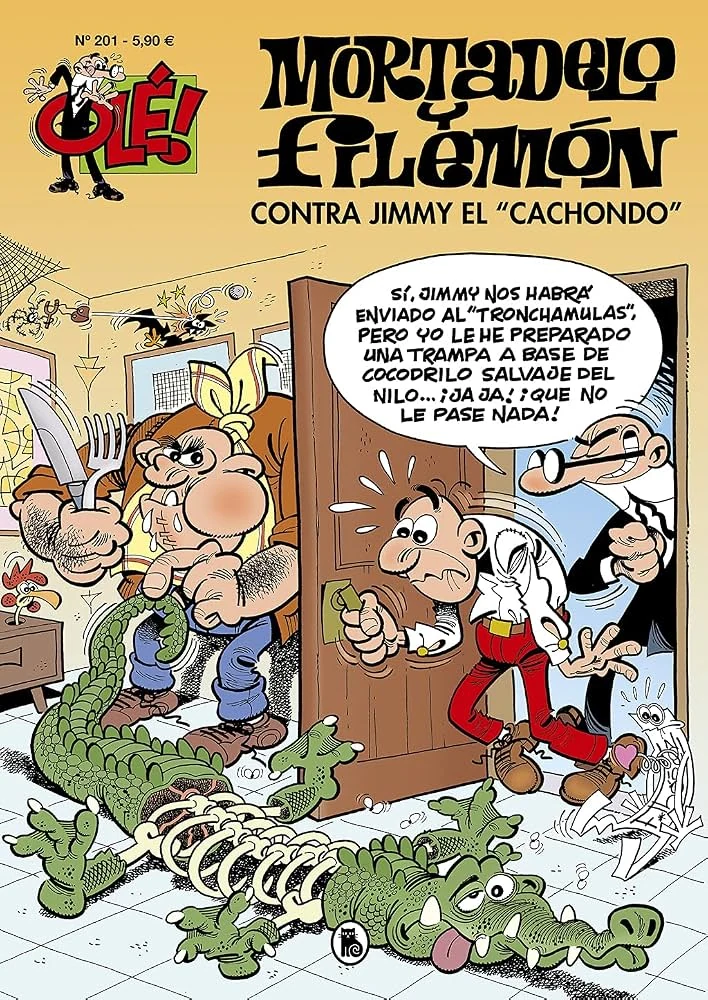 Nº 201 - 5,90 €
OLÉ!
MORTADELO
Y
FILEMÓN
CONTRA JIMMY EL "CACHONDO"
SÍ, JIMMY NOS HABRÁ
ENVIADO AL "TRONCHAMULAS",
PERO YO LE HE PREPARADO
UNA TRAMPA A BASE DE
COCODRILO SALVAJE DEL
NILO... ¡JA JA! ¡QUE NO
LE PASE NADA!